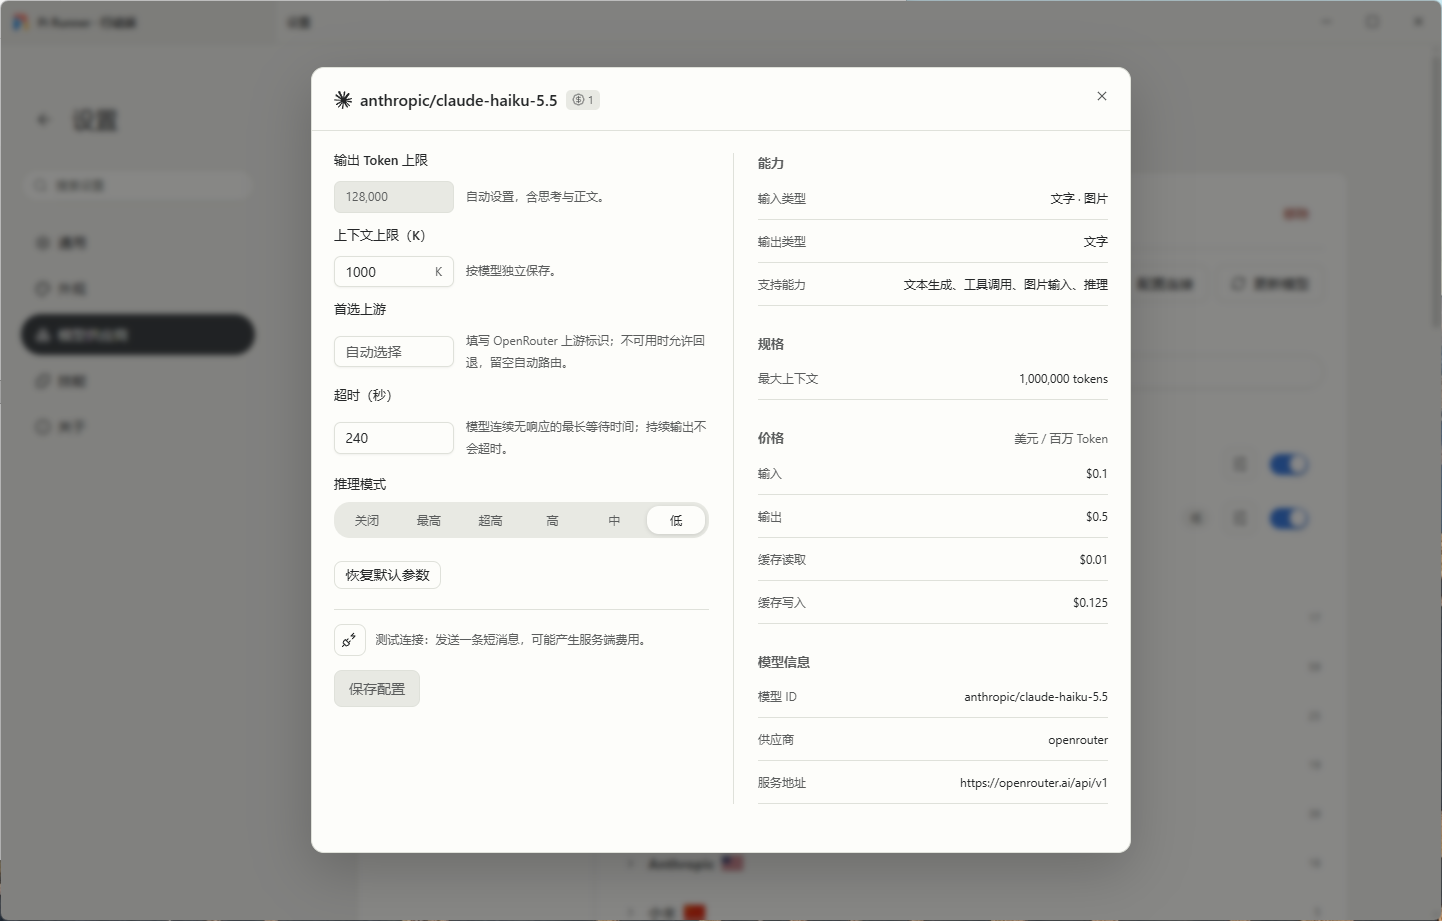 设置
设置
anthropic/claude-haiku-5.5 1
输出 Token 上限
128,000
自动设置，含思考与正文。
上下文上限（K）
1000 K
按模型独立保存。
首选上游
自动选择
填写 OpenRouter 上游标识；不可用时允许回
退，留空自动路由。
超时（秒）
240
模型连续无响应的最长等待时间；持续输出不
会超时。
推理模式
关闭 最高 超高 高 中 低
恢复默认参数
测试连接：发送一条短消息，可能产生服务端费用。
保存配置
能力
输入类型 文字 · 图片
输出类型 文字
支持能力 文本生成、工具调用、图片输入、推理
规格
最大上下文 1,000,000 tokens
价格 美元 / 百万 Token
输入 $0.1
输出 $0.5
缓存读取 $0.01
缓存写入 $0.125
模型信息
模型 ID anthropic/claude-haiku-5.5
供应商 openrouter
服务地址 https://openrouter.ai/api/v1
Anthropic